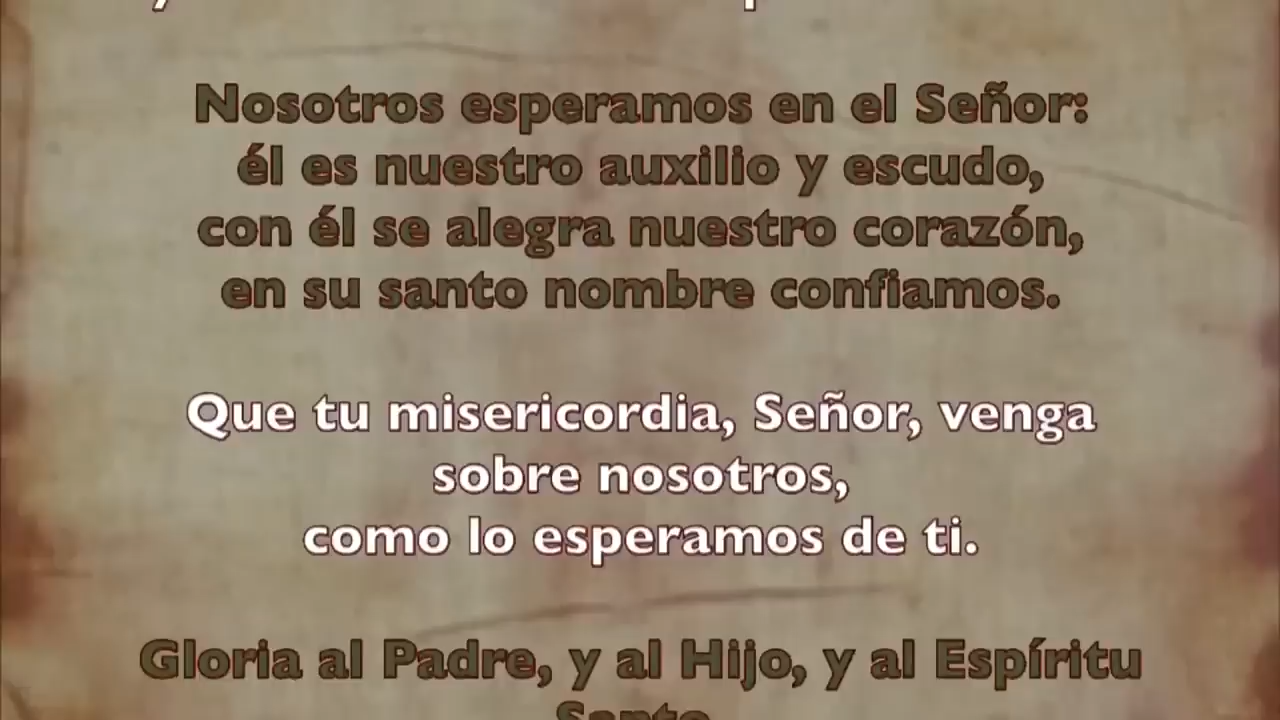 Nosotros esperamos en el Señor:
él es nuestro auxilio y escudo,
con él se alegra nuestro corazón,
en su santo nombre confiamos.
Que tu misericordia, Señor, venga
sobre nosotros,
como lo esperamos de ti.
Gloria al Padre, y al Hijo, y al Espíritu
Santo